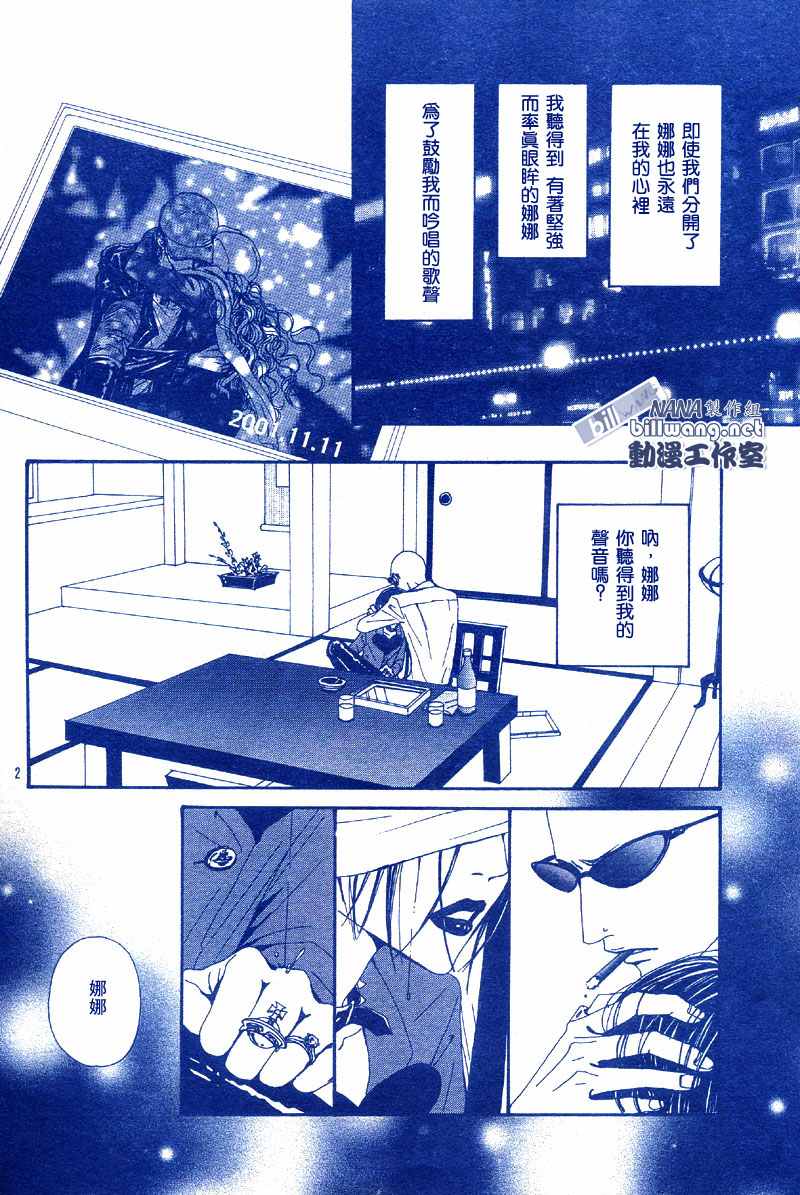 即使我們分開了
娜娜也永遠
在我的心裡
我聽得到 有著堅強
而率真眼眸的娜娜
為了鼓勵我而吟唱的歌聲
2001.11.11
bill wang
NANA製作組
billwang.net
動漫工作室
吶，娜娜
你聽得到我的
聲音嗎？
2
娜娜